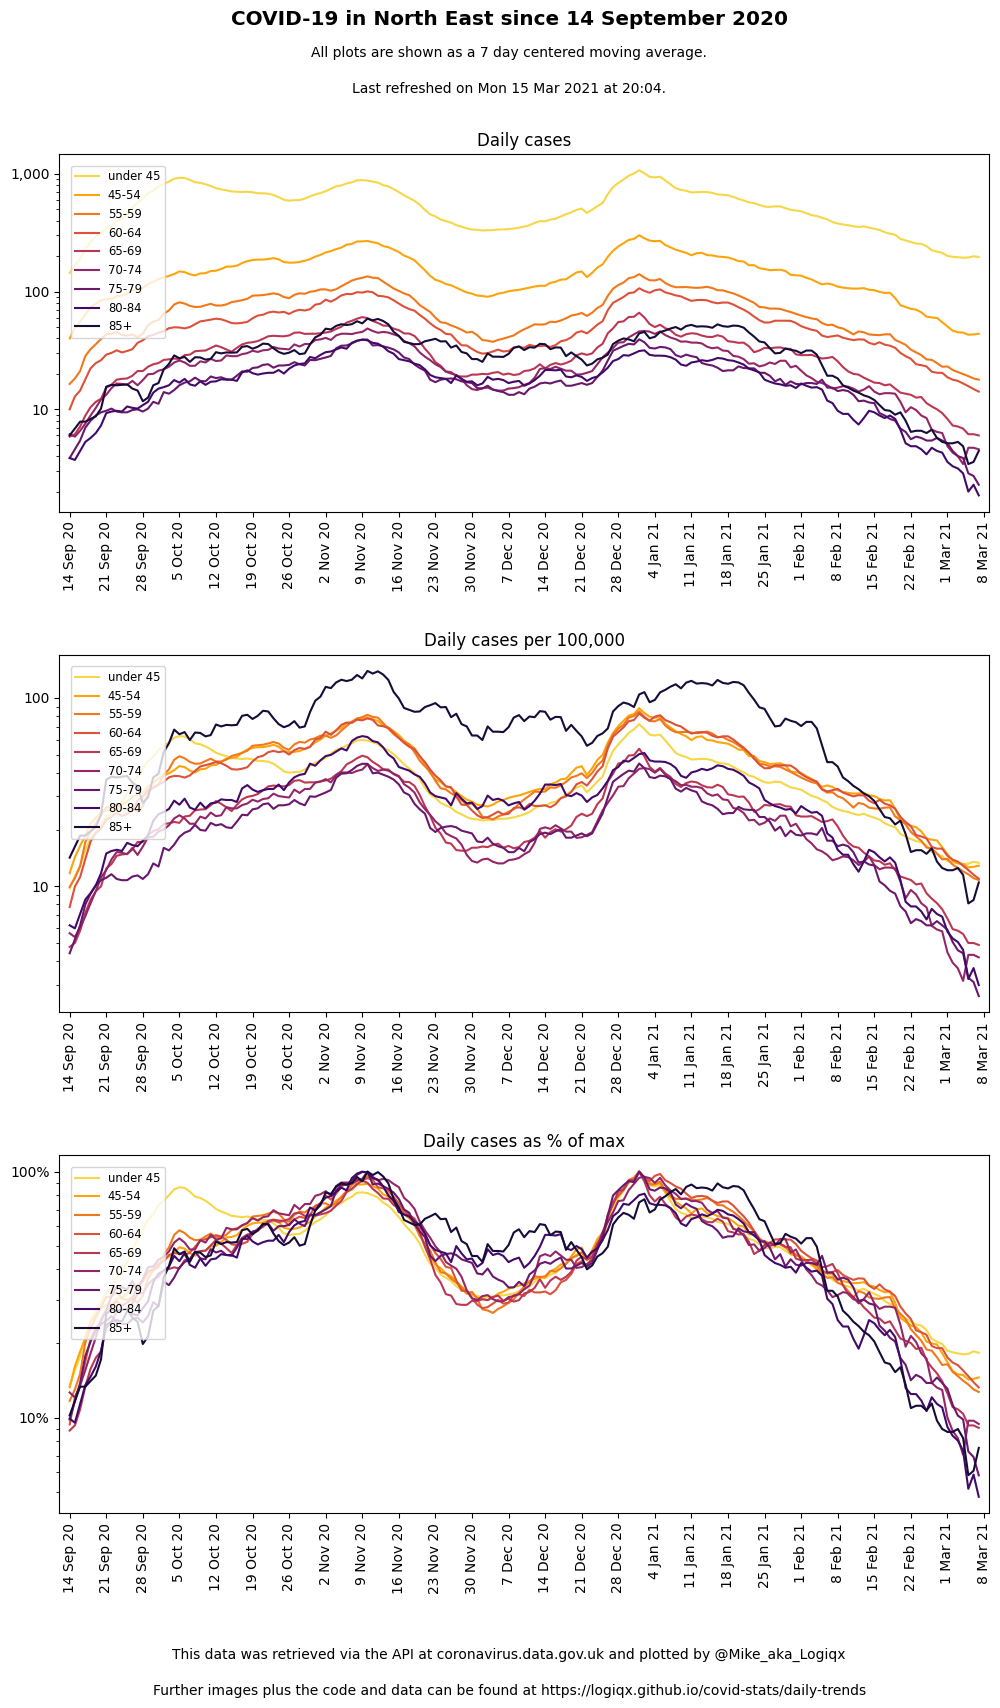 COVID-19 in North East since 14 September 2020
All plots are shown as a 7 day centered moving average.
Last refreshed on Mon 15 Mar 2021 at 20:04.
Daily cases
1,000
100
10
under 45
45-54
55-59
60-64
65-69
70-74
75-79
80-84
85+
14 Sep 20
21 Sep 20
28 Sep 20
5 Oct 20
12 Oct 20
19 Oct 20
26 Oct 20
2 Nov 20
9 Nov 20
16 Nov 20
23 Nov 20
30 Nov 20
7 Dec 20
14 Dec 20
21 Dec 20
28 Dec 20
4 Jan 21
11 Jan 21
18 Jan 21
25 Jan 21
1 Feb 21
8 Feb 21
15 Feb 21
22 Feb 21
1 Mar 21
8 Mar 21
Daily cases per 100,000
100
10
under 45
45-54
55-59
60-64
65-69
70-74
75-79
80-84
85+
14 Sep 20
21 Sep 20
28 Sep 20
5 Oct 20
12 Oct 20
19 Oct 20
26 Oct 20
2 Nov 20
9 Nov 20
16 Nov 20
23 Nov 20
30 Nov 20
7 Dec 20
14 Dec 20
21 Dec 20
28 Dec 20
4 Jan 21
11 Jan 21
18 Jan 21
25 Jan 21
1 Feb 21
8 Feb 21
15 Feb 21
22 Feb 21
1 Mar 21
8 Mar 21
Daily cases as % of max
100%
10%
under 45
45-54
55-59
60-64
65-69
70-74
75-79
80-84
85+
14 Sep 20
21 Sep 20
28 Sep 20
5 Oct 20
12 Oct 20
19 Oct 20
26 Oct 20
2 Nov 20
9 Nov 20
16 Nov 20
23 Nov 20
30 Nov 20
7 Dec 20
14 Dec 20
21 Dec 20
28 Dec 20
4 Jan 21
11 Jan 21
18 Jan 21
25 Jan 21
1 Feb 21
8 Feb 21
15 Feb 21
22 Feb 21
1 Mar 21
8 Mar 21
This data was retrieved via the API at coronavirus.data.gov.uk and plotted by @Mike_aka_Logiqx
Further images plus the code and data can be found at https://logiqx.github.io/covid-stats/daily-trends